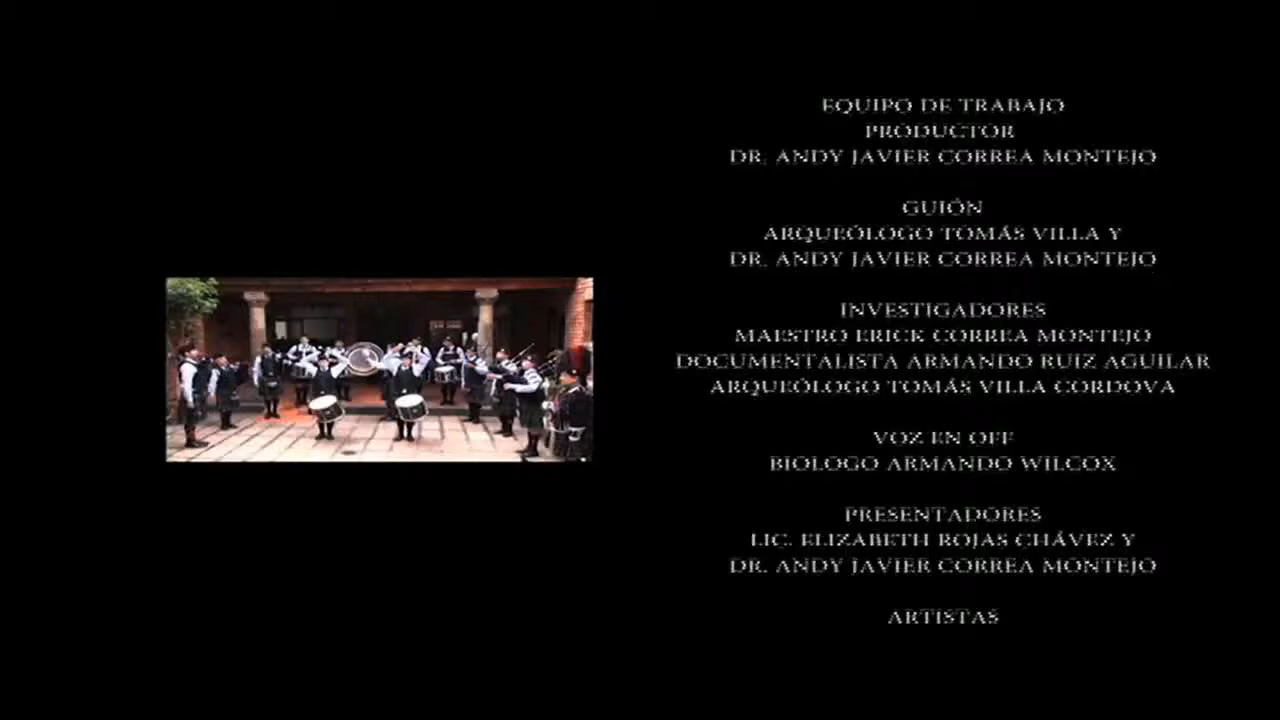 EQUIPO DE TRABAJO
PRODUCTOR
DR. ANDY JAVIER CORREA MONTEJO
GUIÓN
ARQUEÓLOGO TOMÁS VILLA Y
DR. ANDY JAVIER CORREA MONTEJO
INVESTIGADORES
MAESTRO ERICK CORREA MONTEJO
DOCUMENTALISTA ARMANDO RUIZ AGUILAR
ARQUEÓLOGO TOMÁS VILLA CORDOVA
VOZ EN OFF
BIOLOGO ARMANDO WILCOX
PRESENTADORES
LIC. ELIZABETH ROJAS CHÁVEZ Y
DR. ANDY JAVIER CORREA MONTEJO
ARTISTAS